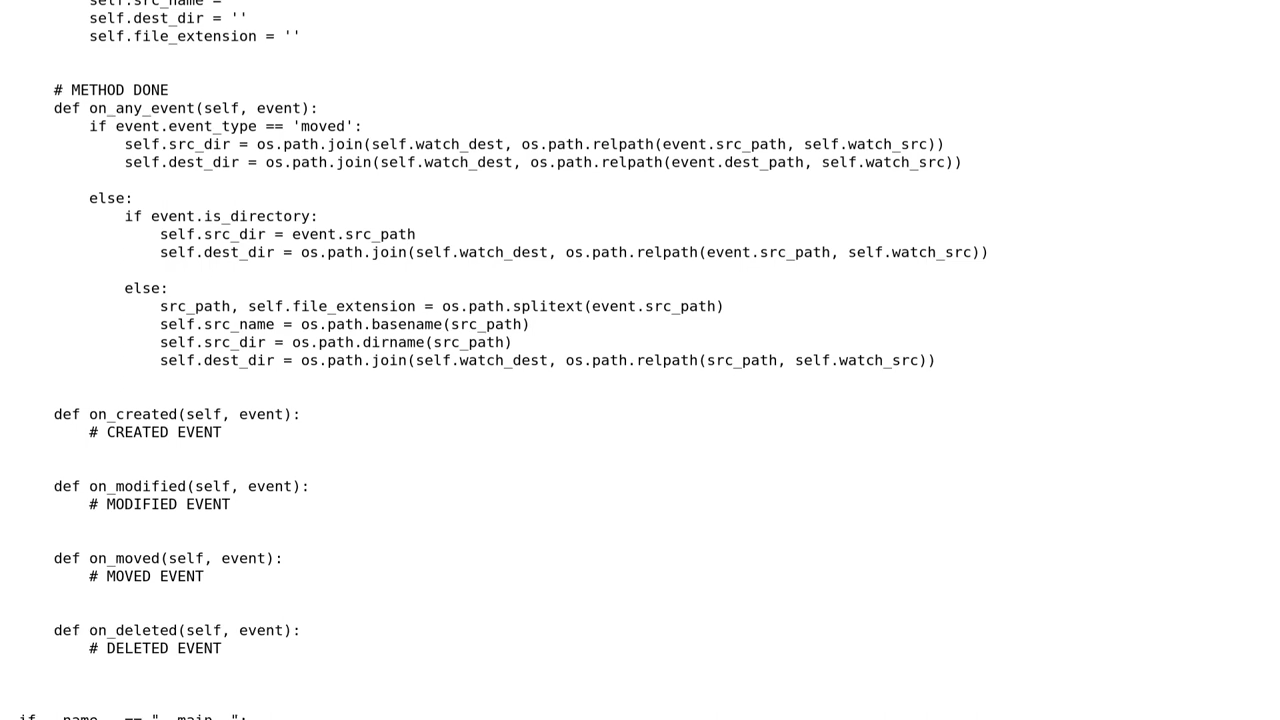 self.src_name =
self.dest_dir = ''
self.file_extension = ''
# METHOD DONE
def on_any_event(self, event):
if event.event_type == 'moved':
self.src_dir = os.path.join(self.watch_dest, os.path.relpath(event.src_path, self.watch_src))
self.dest_dir = os.path.join(self.watch_dest, os.path.relpath(event.dest_path, self.watch_src))
else:
if event.is_directory:
self.src_dir = event.src_path
self.dest_dir = os.path.join(self.watch_dest, os.path.relpath(event.src_path, self.watch_src))
else:
src_path, self.file_extension = os.path.splitext(event.src_path)
self.src_name = os.path.basename(src_path)
self.src_dir = os.path.dirname(src_path)
self.dest_dir = os.path.join(self.watch_dest, os.path.relpath(src_path, self.watch_src))
def on_created(self, event):
# CREATED EVENT
def on_modified(self, event):
# MODIFIED EVENT
def on_moved(self, event):
# MOVED EVENT
def on_deleted(self, event):
# DELETED EVENT
if __name__ == "__main__":